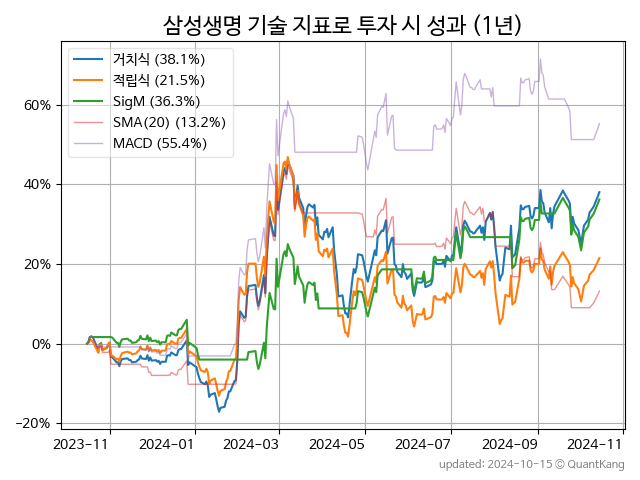 삼성생명 기술 지표로 투자 시 성과 (1년)
거치식 (38.1%)
적립식 (21.5%)
SigM (36.3%)
SMA(20) (13.2%)
MACD (55.4%)
60%
40%
20%
0%
−20%
2023−11 2024−01 2024−03 2024−05 2024−07 2024−09 2024−11
updated: 2024-10-15 © QuantKang